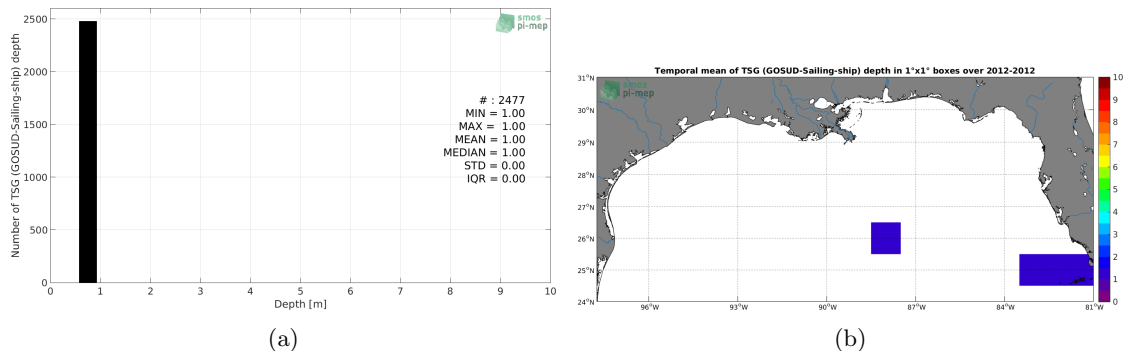 smos
pi-mep
2500
2000
1500
1000
500
0
Number of TSG (GOSUD-Sailing-ship) depth
# : 2477
MIN = 1.00
MAX = 1.00
MEAN = 1.00
MEDIAN = 1.00
STD = 0.00
IQR = 0.00
0 1 2 3 4 5 6 7 8 9 10
Depth [m]
(a)
Temporal mean of TSG (GOSUD-Sailing-ship) depth in 1°x1° boxes over 2012-2012
smos
pi-mep
31°N
30°N
29°N
28°N
27°N
26°N
25°N
24°N
96°W 93°W 90°W 87°W 84°W 81°W
10
9
8
7
6
5
4
3
2
1
0
(b)